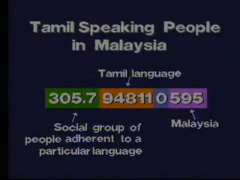 Tamil Speaking People
in Malaysia
Tamil language
305.7 94811 0 595
Social group of
people adherent to a
particular language
Malaysia